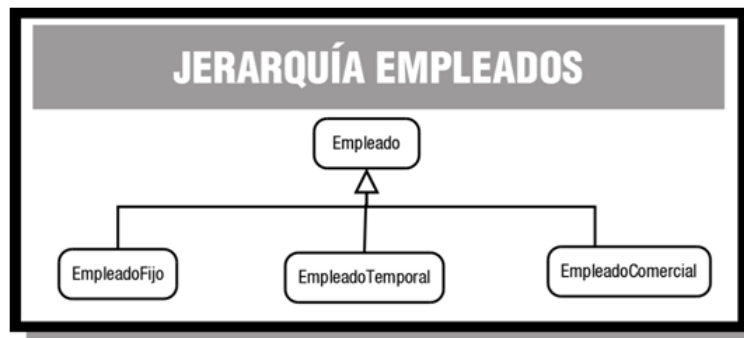 JERARQUÍA EMPLEADOS
Empleado
EmpleadoFijo
EmpleadoTemporal
EmpleadoComercial